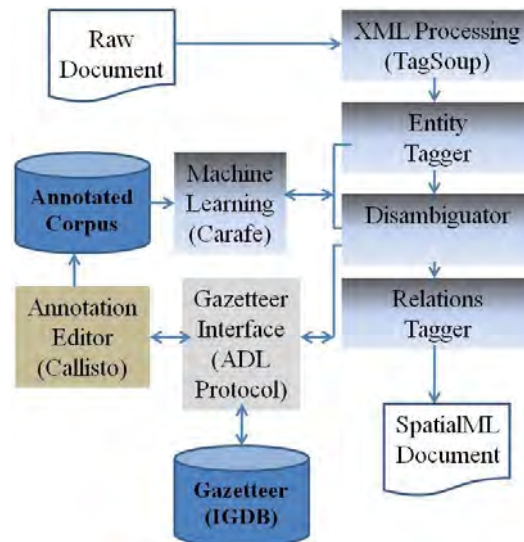 Raw
Document
XML Processing
(TagSoup)
Entity
Tagger
Annotated
Corpus
Machine
Learning
(Carafe)
Disambiguator
Annotation
Editor
(Callisto)
Gazetteer
Interface
(ADL
Protocol)
Relations
Tagger
SpatialML
Document
Gazetteer
(IGDB)